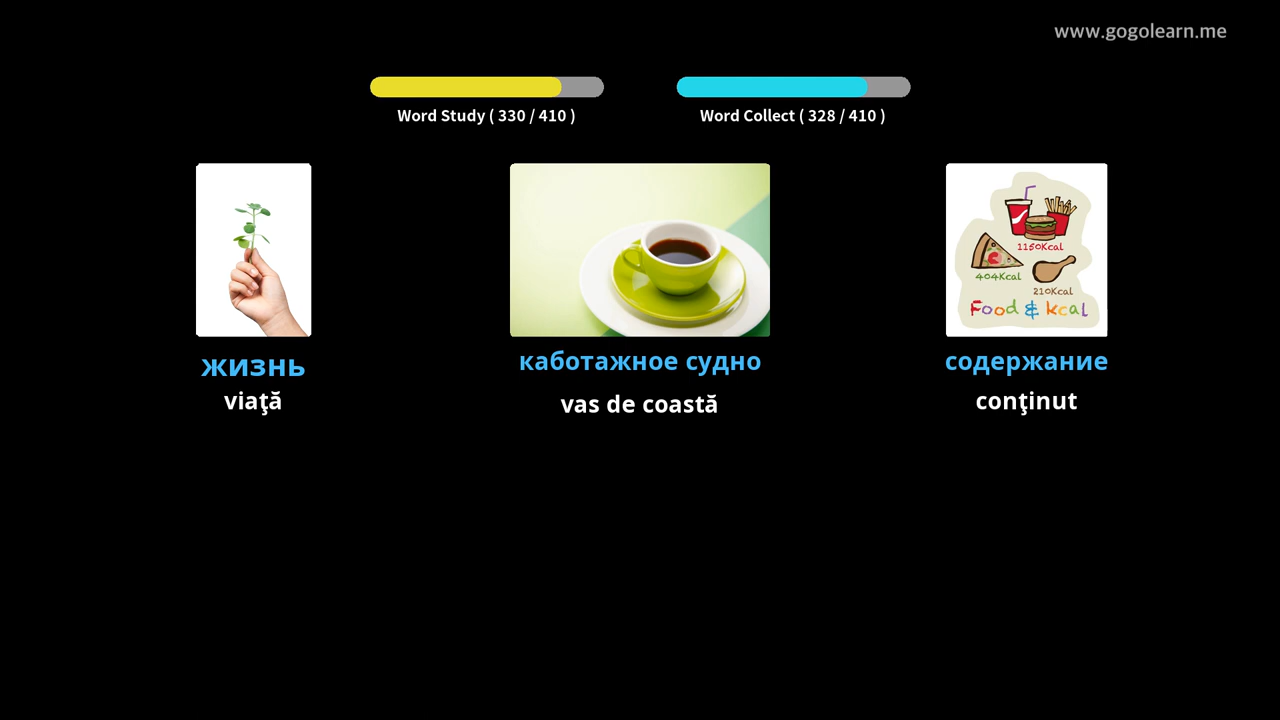 www.gogolearn.me
Word Study ( 330 / 410 )
Word Collect ( 328 / 410 )
1150Kcal
404Kcal
210Kcal
Food & kcal
жизнь
каботажное судно
содержание
viaţă
vas de coastă
conţinut